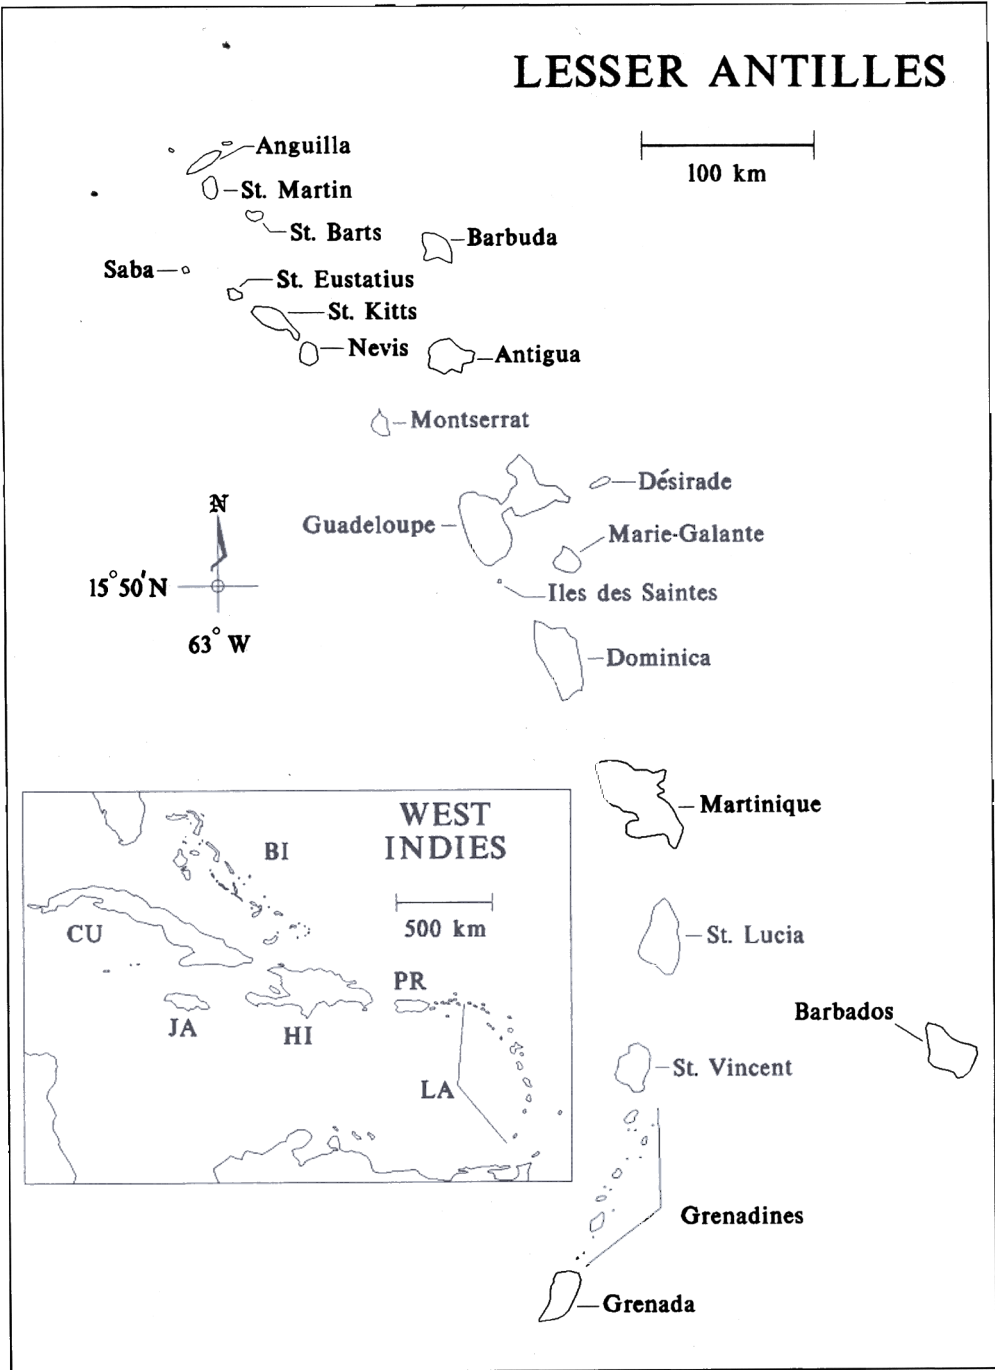 LESSER ANTILLES
100 km
Anguilla
St. Martin
St. Barts
Barbuda
Saba
St. Eustatius
St. Kitts
Nevis
Antigua
Montserrat
Désirade
Guadeloupe
Marie-Galante
Iles des Saintes
N
15°50'N
63° W
Dominica
Martinique
WEST
INDIES
500 km
BI
CU
PR
JA
HI
LA
St. Lucia
Barbados
St. Vincent
Grenadines
Grenada